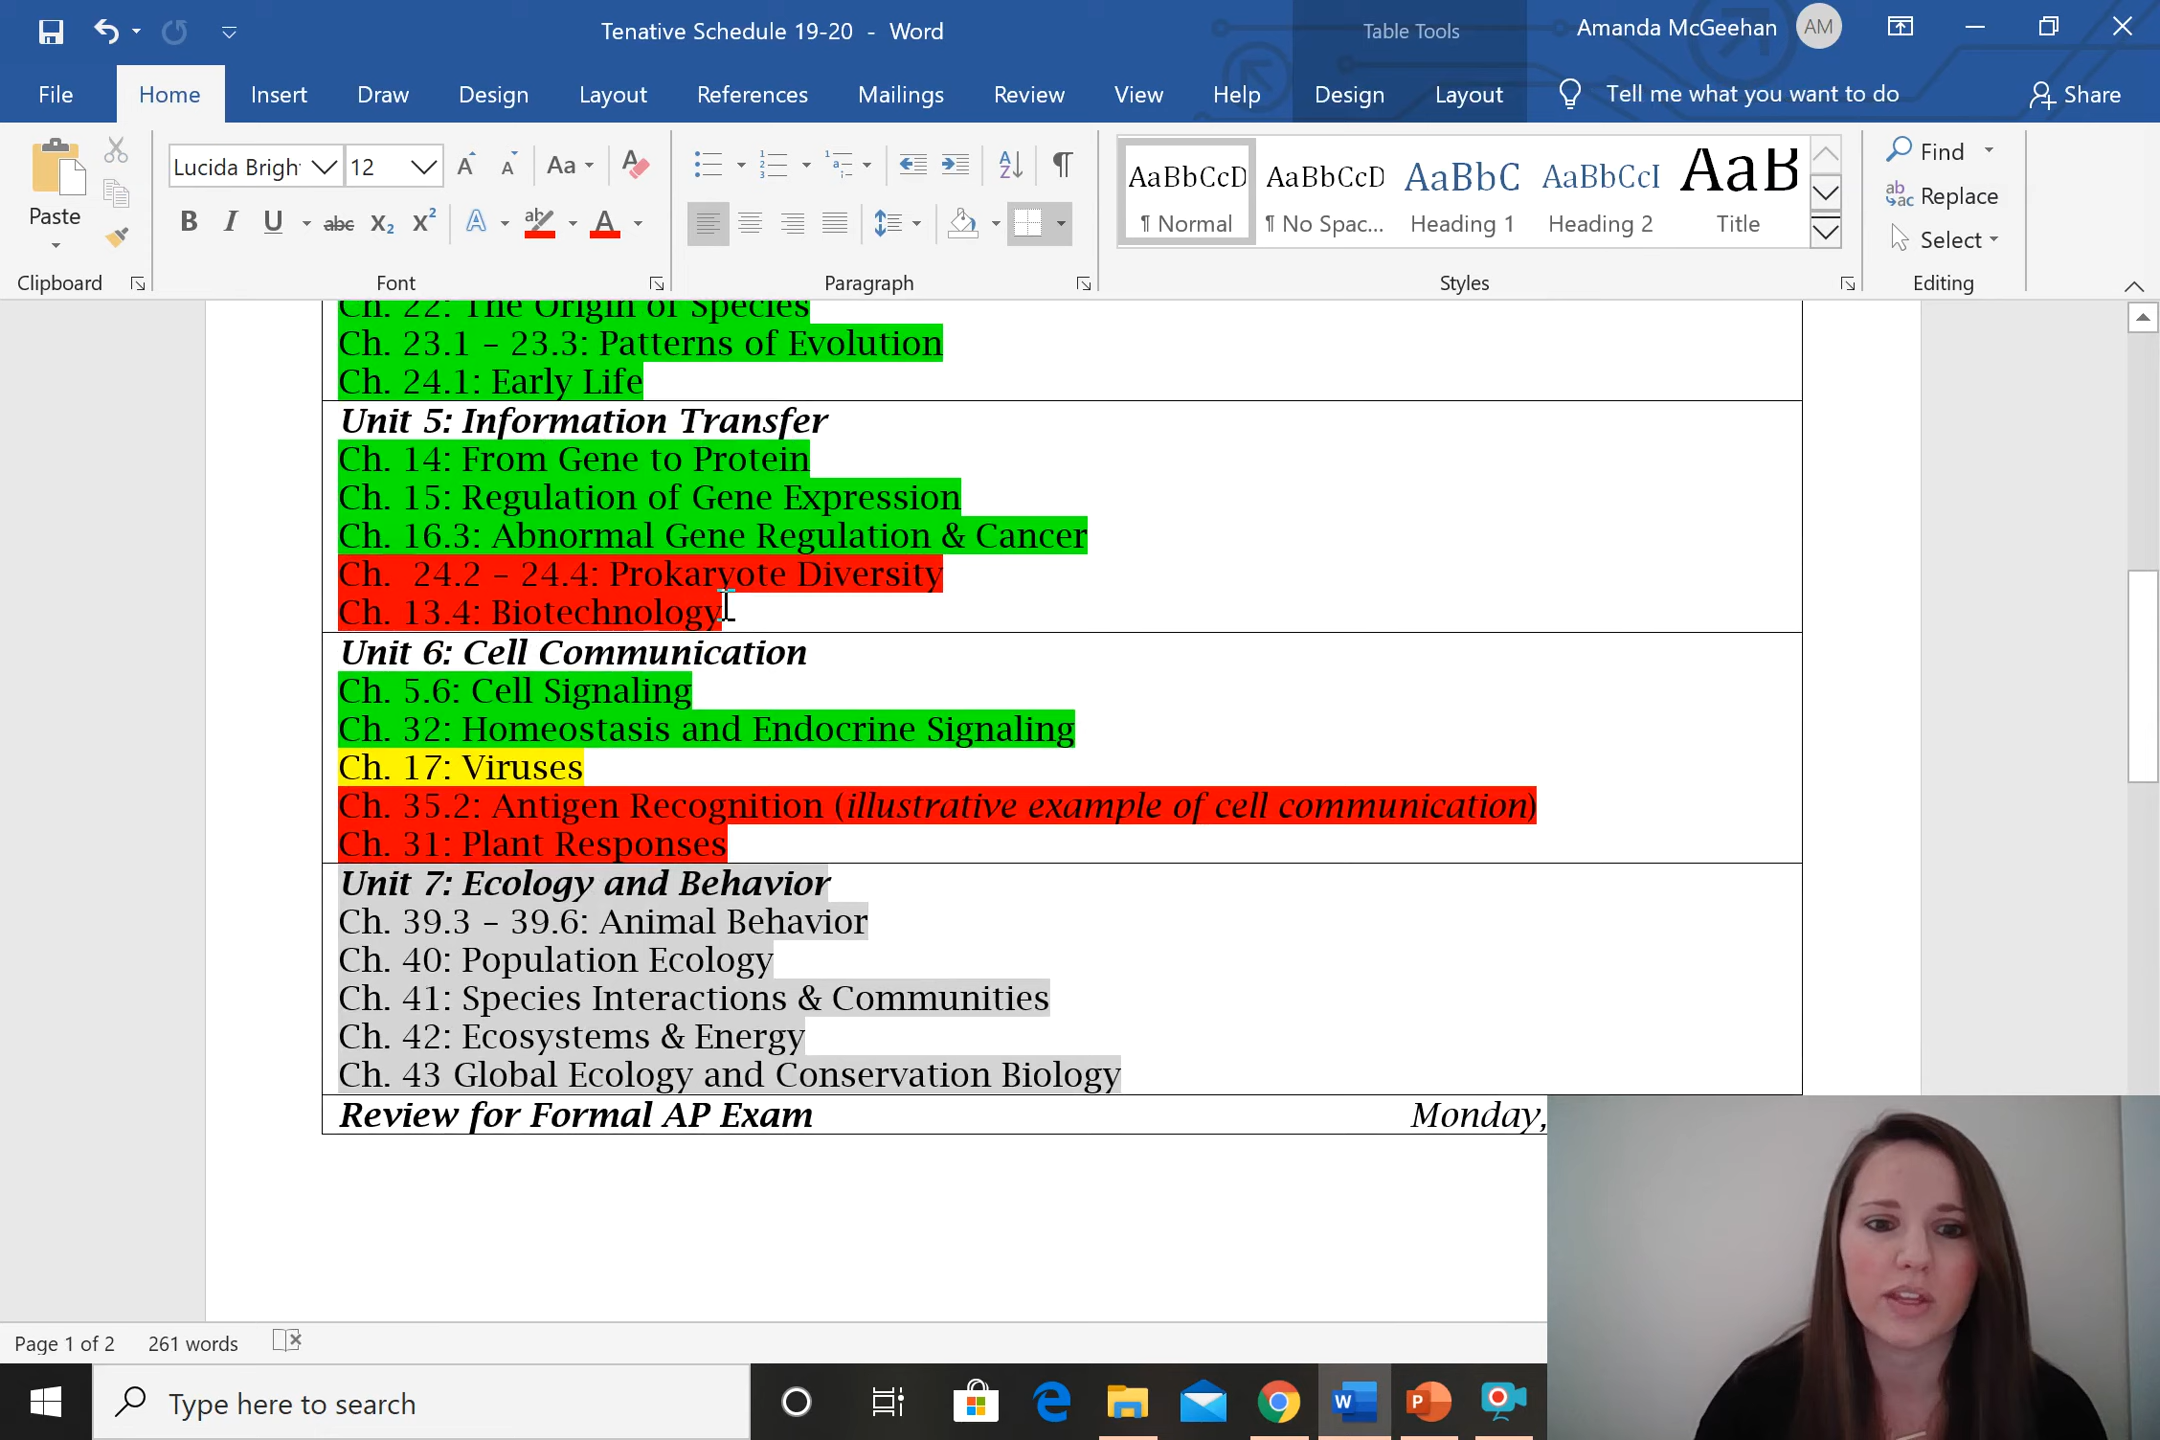 Tenative Schedule 19-20 - Word
Table Tools
Amanda McGeehan
AM
File
Home
Insert
Draw
Design
Layout
References
Mailings
Review
View
Help
Design
Layout
Tell me what you want to do
Share
Paste
Clipboard
Lucida Brigh
12
Aa
Font
Paragraph
AaBbCcD
¶ Normal
AaBbCcD
¶ No Spac...
AaBbC
Heading 1
AaBbCcI
Heading 2
AaB
Title
Styles
Find
Replace
Select
Editing
Ch. 22: The Origin of Species
Ch. 23.1 – 23.3: Patterns of Evolution
Ch. 24.1: Early Life
Unit 5: Information Transfer
Ch. 14: From Gene to Protein
Ch. 15: Regulation of Gene Expression
Ch. 16.3: Abnormal Gene Regulation & Cancer
Ch. 24.2 – 24.4: Prokaryote Diversity
Ch. 13.4: Biotechnology
Unit 6: Cell Communication
Ch. 5.6: Cell Signaling
Ch. 32: Homeostasis and Endocrine Signaling
Ch. 17: Viruses
Ch. 35.2: Antigen Recognition (illustrative example of cell communication)
Ch. 31: Plant Responses
Unit 7: Ecology and Behavior
Ch. 39.3 – 39.6: Animal Behavior
Ch. 40: Population Ecology
Ch. 41: Species Interactions & Communities
Ch. 42: Ecosystems & Energy
Ch. 43 Global Ecology and Conservation Biology
Review for Formal AP Exam Monday,
Page 1 of 2
261 words
Type here to search